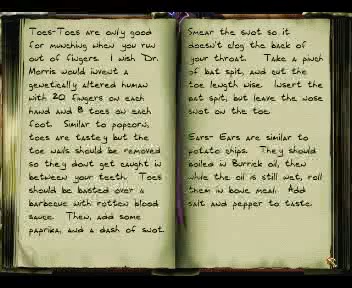 Toes-Toes are only good
for munching when you run
out of fingers. I wish Dr.
Morris would invent a
genetically altered human
with 20 fingers on each
hand and 8 toes on each
foot. Similar to popcorn,
toes are tastey but the
toe nails should be removed
so they dont get caught in
between your teeth. Toes
should be basted over a
barbecue with rotten blood
sauce. Then, add some
paprika, and a dash of snot.
Smear the snot so it
doesn't clog the back of
your throat. Take a pinch
of bat spit, and cut the
toe length wise. Insert the
bat spit, but leave the nose
snot on the toe.
Ears- Ears are similar to
potato chips. They should
boiled in Burrick oil, then
while the oil is still wet, roll
them in bone meal. Add
salt and pepper to taste.